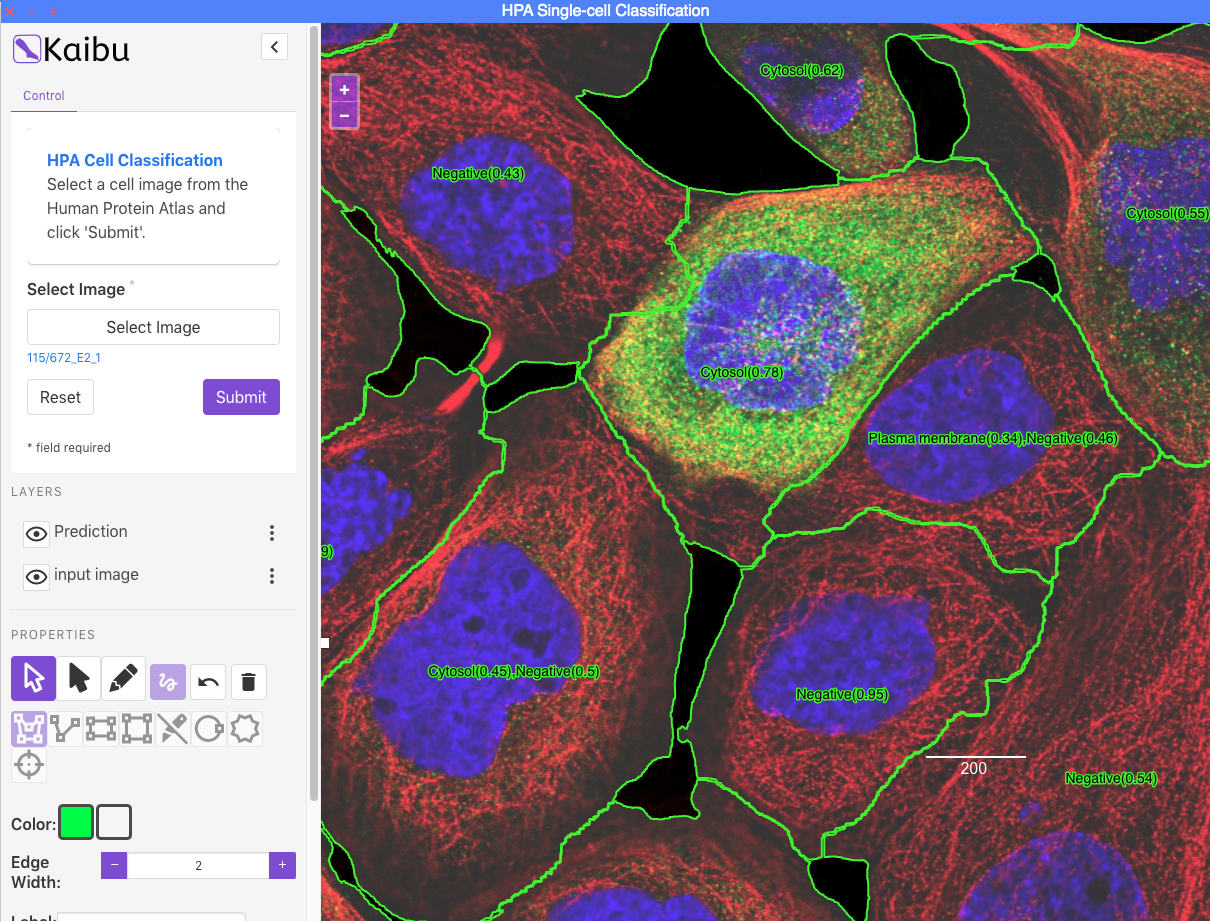 HPA Single-cell Classification
Kaibu
Control
HPA Cell Classification
Select a cell image from the
Human Protein Atlas and
click 'Submit'.
Select Image *
Select Image
115/672_E2_1
Reset
Submit
* field required
LAYERS
Prediction
input image
PROPERTIES
Color:
Edge
Width:
− 2 +
Label:
+
−
Cytosol(0.62)
Negative(0.43)
Cytosol(0.55)
Cytosol(0.78)
Plasma membrane(0.34),Negative(0.46)
9)
Cytosol(0.45),Negative(0.5)
Negative(0.95)
200
Negative(0.54)